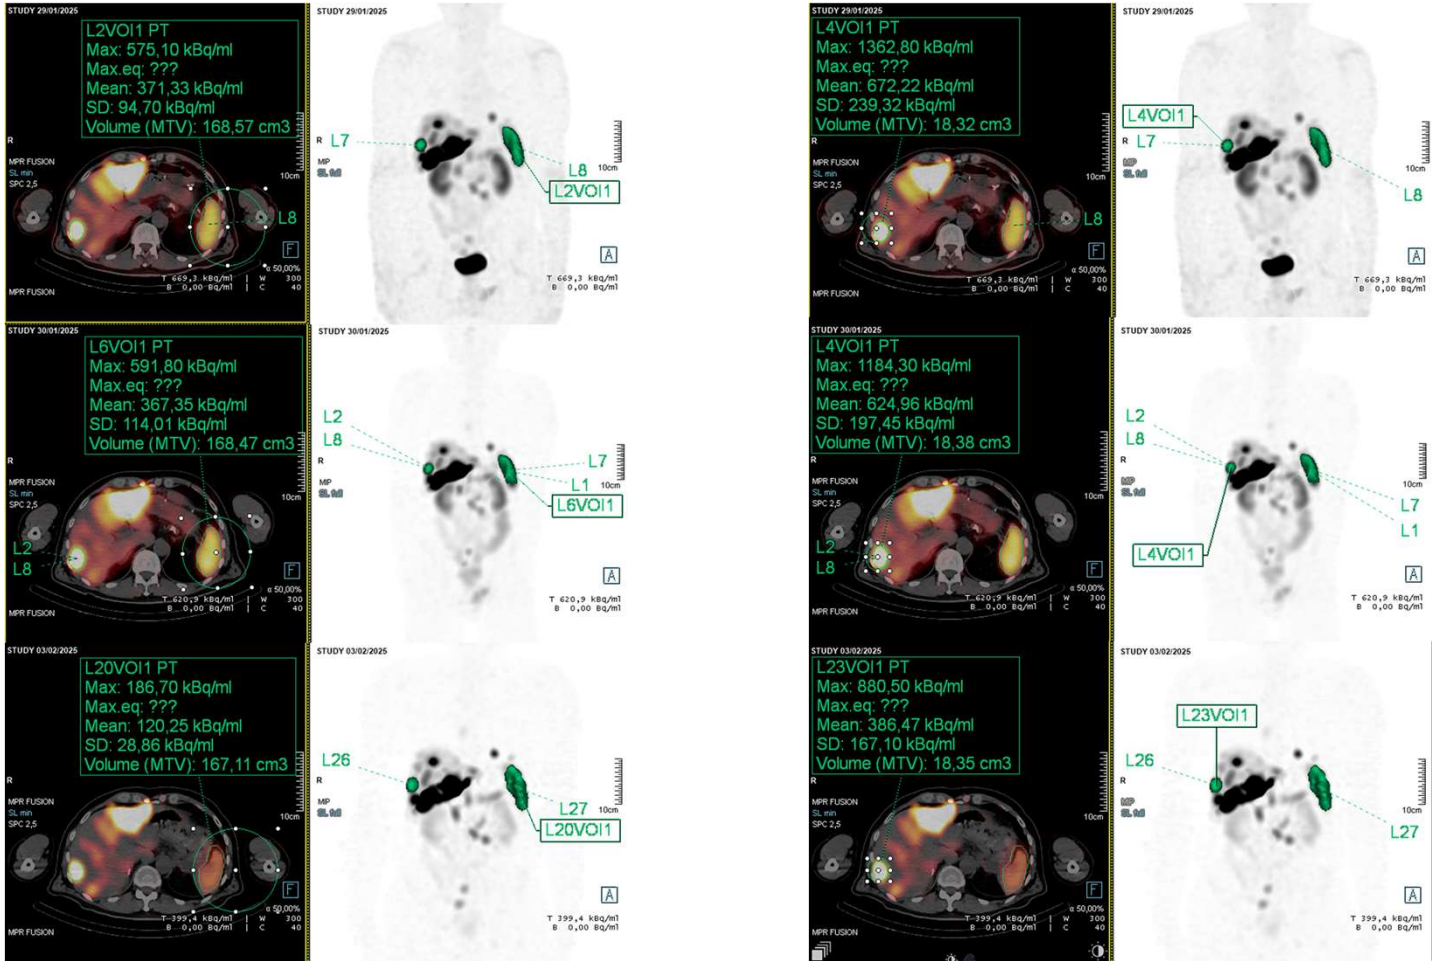 STUDY 29/01/2025
L2VOI1 PT
Max: 575,10 kBq/ml
Max.eq: ???
Mean: 371,33 kBq/ml
SD: 94,70 kBq/ml
Volume (MTV): 168,57 cm3
R
MPR FUSION
SL min
SPC 2,5
10cm
L8
F
α 50,00%
T 669,3 kBq/ml | W 300
B 0,00 Bq/ml | C 40
MPR FUSION
STUDY 29/01/2025
L7
R
MIP
SL full
L8
L2VOI1
10cm
A
T 669,3 kBq/ml
B 0,00 Bq/ml
STUDY 29/01/2025
L4VOI1 PT
Max: 1362,80 kBq/ml
Max.eq: ???
Mean: 672,22 kBq/ml
SD: 239,32 kBq/ml
Volume (MTV): 18,32 cm3
R
MPR FUSION
SL min
SPC 2,5
10cm
L8
F
α 50,00%
T 669,3 kBq/ml | W 300
B 0,00 Bq/ml | C 40
MPR FUSION
STUDY 29/01/2025
L4VOI1
L7
R
MIP
SL full
10cm
L8
A
T 669,3 kBq/ml
B 0,00 Bq/ml
STUDY 30/01/2025
L6VOI1 PT
Max: 591,80 kBq/ml
Max.eq: ???
Mean: 367,35 kBq/ml
SD: 114,01 kBq/ml
Volume (MTV): 168,47 cm3
R
MPR FUSION
SL min
SPC 2,5
10cm
L2
L8
F
α 50,00%
T 620,9 kBq/ml | W 300
B 0,00 Bq/ml | C 40
MPR FUSION
STUDY 30/01/2025
L2
L8
R
MIP
SL full
L7
L1
L6VOI1
10cm
A
T 620,9 kBq/ml
B 0,00 Bq/ml
STUDY 30/01/2025
L4VOI1 PT
Max: 1184,30 kBq/ml
Max.eq: ???
Mean: 624,96 kBq/ml
SD: 197,45 kBq/ml
Volume (MTV): 18,38 cm3
R
MPR FUSION
SL min
SPC 2,5
10cm
L2
L8
F
α 50,00%
T 620,9 kBq/ml | W 300
B 0,00 Bq/ml | C 40
MPR FUSION
STUDY 30/01/2025
L2
L8
R
MIP
SL full
10cm
L7
L1
L4VOI1
A
T 620,9 kBq/ml
B 0,00 Bq/ml
STUDY 03/02/2025
L20VOI1 PT
Max: 186,70 kBq/ml
Max.eq: ???
Mean: 120,25 kBq/ml
SD: 28,86 kBq/ml
Volume (MTV): 167,11 cm3
R
MPR FUSION
SL min
SPC 2,5
10cm
F
α 50,00%
T 399,4 kBq/ml | W 300
B 0,00 Bq/ml | C 40
MPR FUSION
STUDY 03/02/2025
L26
R
MIP
SL full
L27
L20VOI1
10cm
A
T 399,4 kBq/ml
B 0,00 Bq/ml
STUDY 03/02/2025
L23VOI1 PT
Max: 880,50 kBq/ml
Max.eq: ???
Mean: 386,47 kBq/ml
SD: 167,10 kBq/ml
Volume (MTV): 18,35 cm3
R
MPR FUSION
SL min
SPC 2,5
10cm
F
α 50,00%
T 399,4 kBq/ml | W 300
B 0,00 Bq/ml | C 40
MPR FUSION
STUDY 03/02/2025
L23VOI1
L26
R
MIP
SL full
10cm
L27
A
T 399,4 kBq/ml
B 0,00 Bq/ml